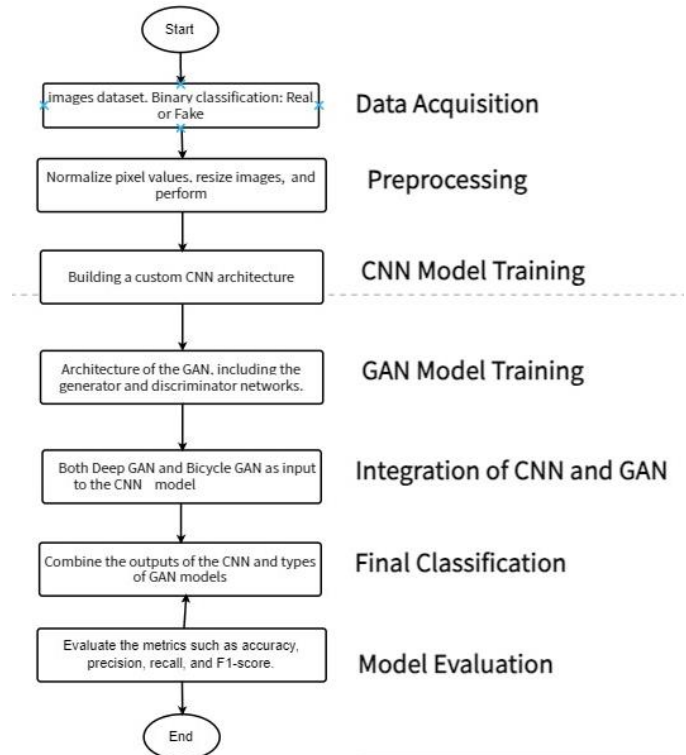 Start
images dataset. Binary classification: Real
or Fake
Data Acquisition
Normalize pixel values, resize images, and
perform
Preprocessing
Building a custom CNN architecture
CNN Model Training
Architecture of the GAN, including the
generator and discriminator networks.
GAN Model Training
Both Deep GAN and Bicycle GAN as input
to the CNN model
Integration of CNN and GAN
Combine the outputs of the CNN and types
of GAN models
Final Classification
Evaluate the metrics such as accuracy,
precision, recall, and F1-score.
Model Evaluation
End